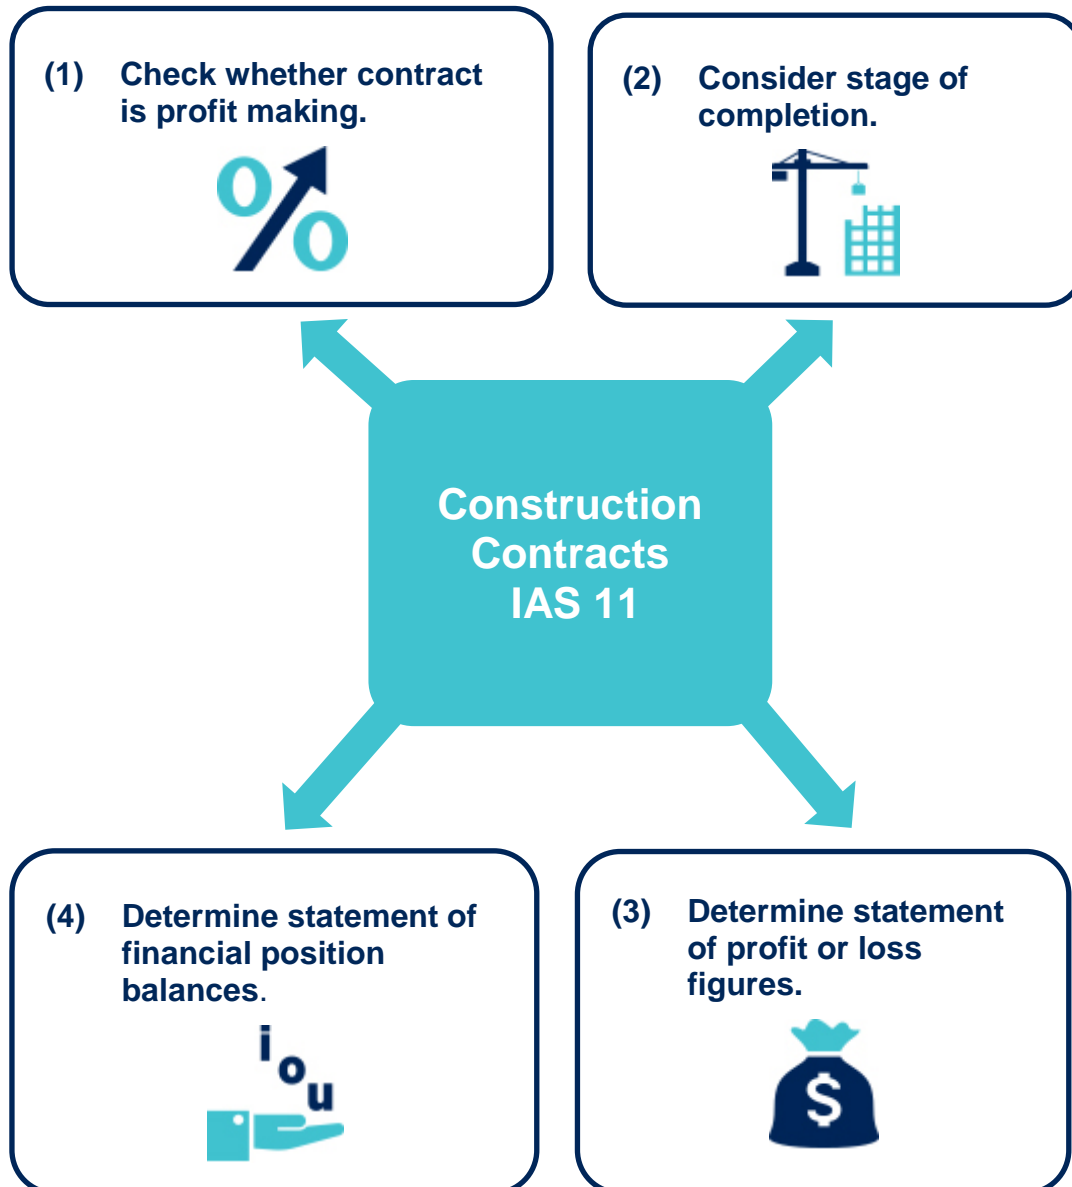 (1) Check whether contract
is profit making.
(2) Consider stage of
completion.
Construction
Contracts
IAS 11
(4) Determine statement of
financial position
balances.
i
o
u
(3) Determine statement
of profit or loss
figures.
$